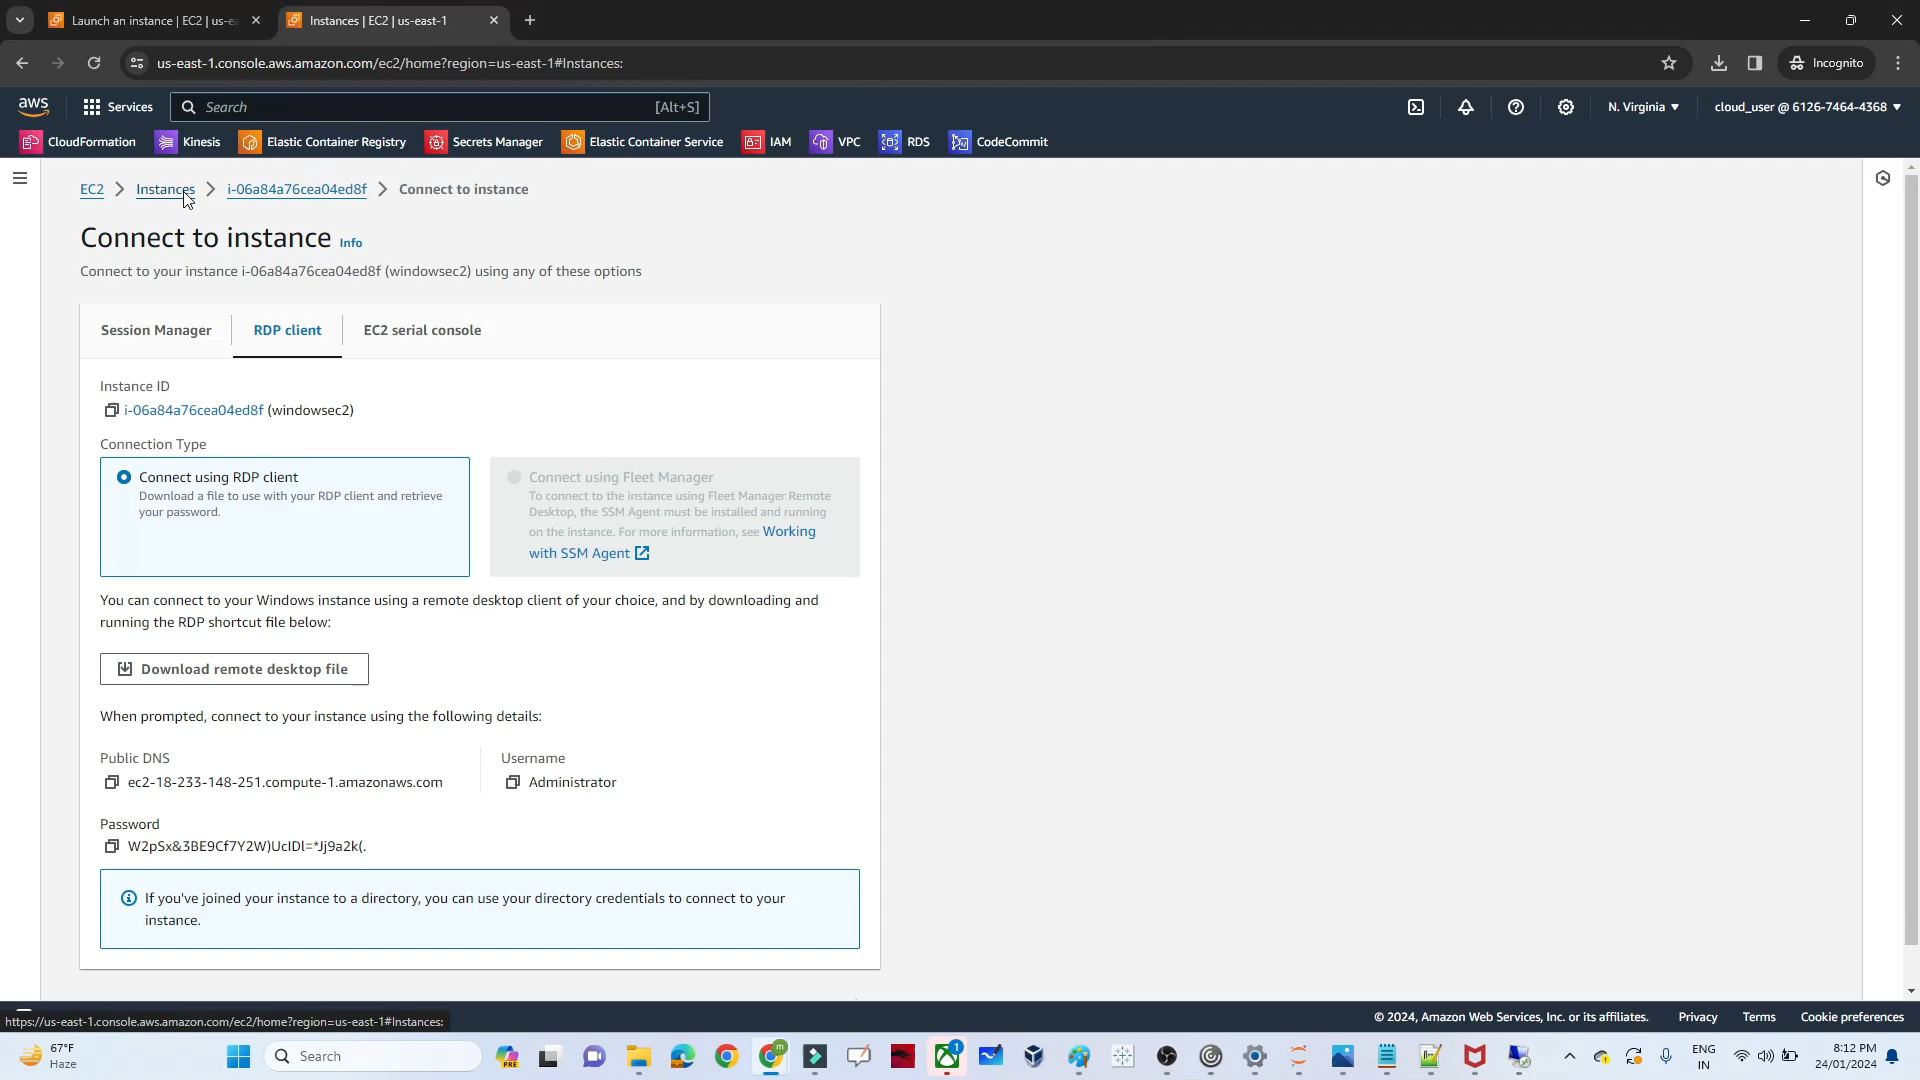 Launch an instance | EC2 | us-ea
Instances | EC2 | us-east-1
us-east-1.console.aws.amazon.com/ec2/home?region=us-east-1#Instances:
Incognito
aws
Services
Search
[Alt+S]
N. Virginia
cloud_user @ 6126-7464-4368
CloudFormation
Kinesis
Elastic Container Registry
Secrets Manager
Elastic Container Service
IAM
VPC
RDS
CodeCommit
EC2
Instances
i-06a84a76cea04ed8f
Connect to instance
Connect to instance Info
Connect to your instance i-06a84a76cea04ed8f (windowsec2) using any of these options
Session Manager
RDP client
EC2 serial console
Instance ID
i-06a84a76cea04ed8f (windowsec2)
Connection Type
Connect using RDP client
Download a file to use with your RDP client and retrieve
your password.
Connect using Fleet Manager
To connect to the instance using Fleet Manager Remote
Desktop, the SSM Agent must be installed and running
on the instance. For more information, see Working
with SSM Agent
You can connect to your Windows instance using a remote desktop client of your choice, and by downloading and
running the RDP shortcut file below:
Download remote desktop file
When prompted, connect to your instance using the following details:
Public DNS
ec2-18-233-148-251.compute-1.amazonaws.com
Username
Administrator
Password
W2pSx&3BE9Cf7Y2W)UcIDl=*Jj9a2k(.
If you've joined your instance to a directory, you can use your directory credentials to connect to your
instance.
https://us-east-1.console.aws.amazon.com/ec2/home?region=us-east-1#Instances:
© 2024, Amazon Web Services, Inc. or its affiliates.
Privacy
Terms
Cookie preferences
67°F
Haze
Search
PRE
m
1
ENG
IN
8:12 PM
24/01/2024